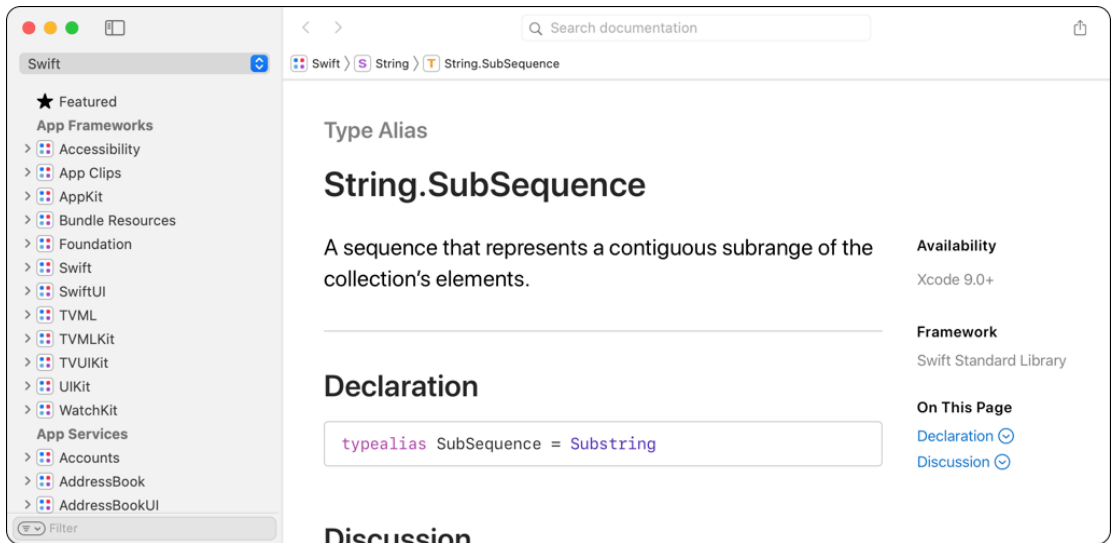 Search documentation
Swift
Swift String String.SubSequence
Featured
App Frameworks
Accessibility
App Clips
AppKit
Bundle Resources
Foundation
Swift
SwiftUI
TVML
TVMLKit
TVUIKit
UIKit
WatchKit
App Services
Accounts
AddressBook
AddressBookUI
Filter
Type Alias
String.SubSequence
A sequence that represents a contiguous subrange of the
collection’s elements.
Declaration
typealias SubSequence = Substring
Discussion
Availability
Xcode 9.0+
Framework
Swift Standard Library
On This Page
Declaration
Discussion